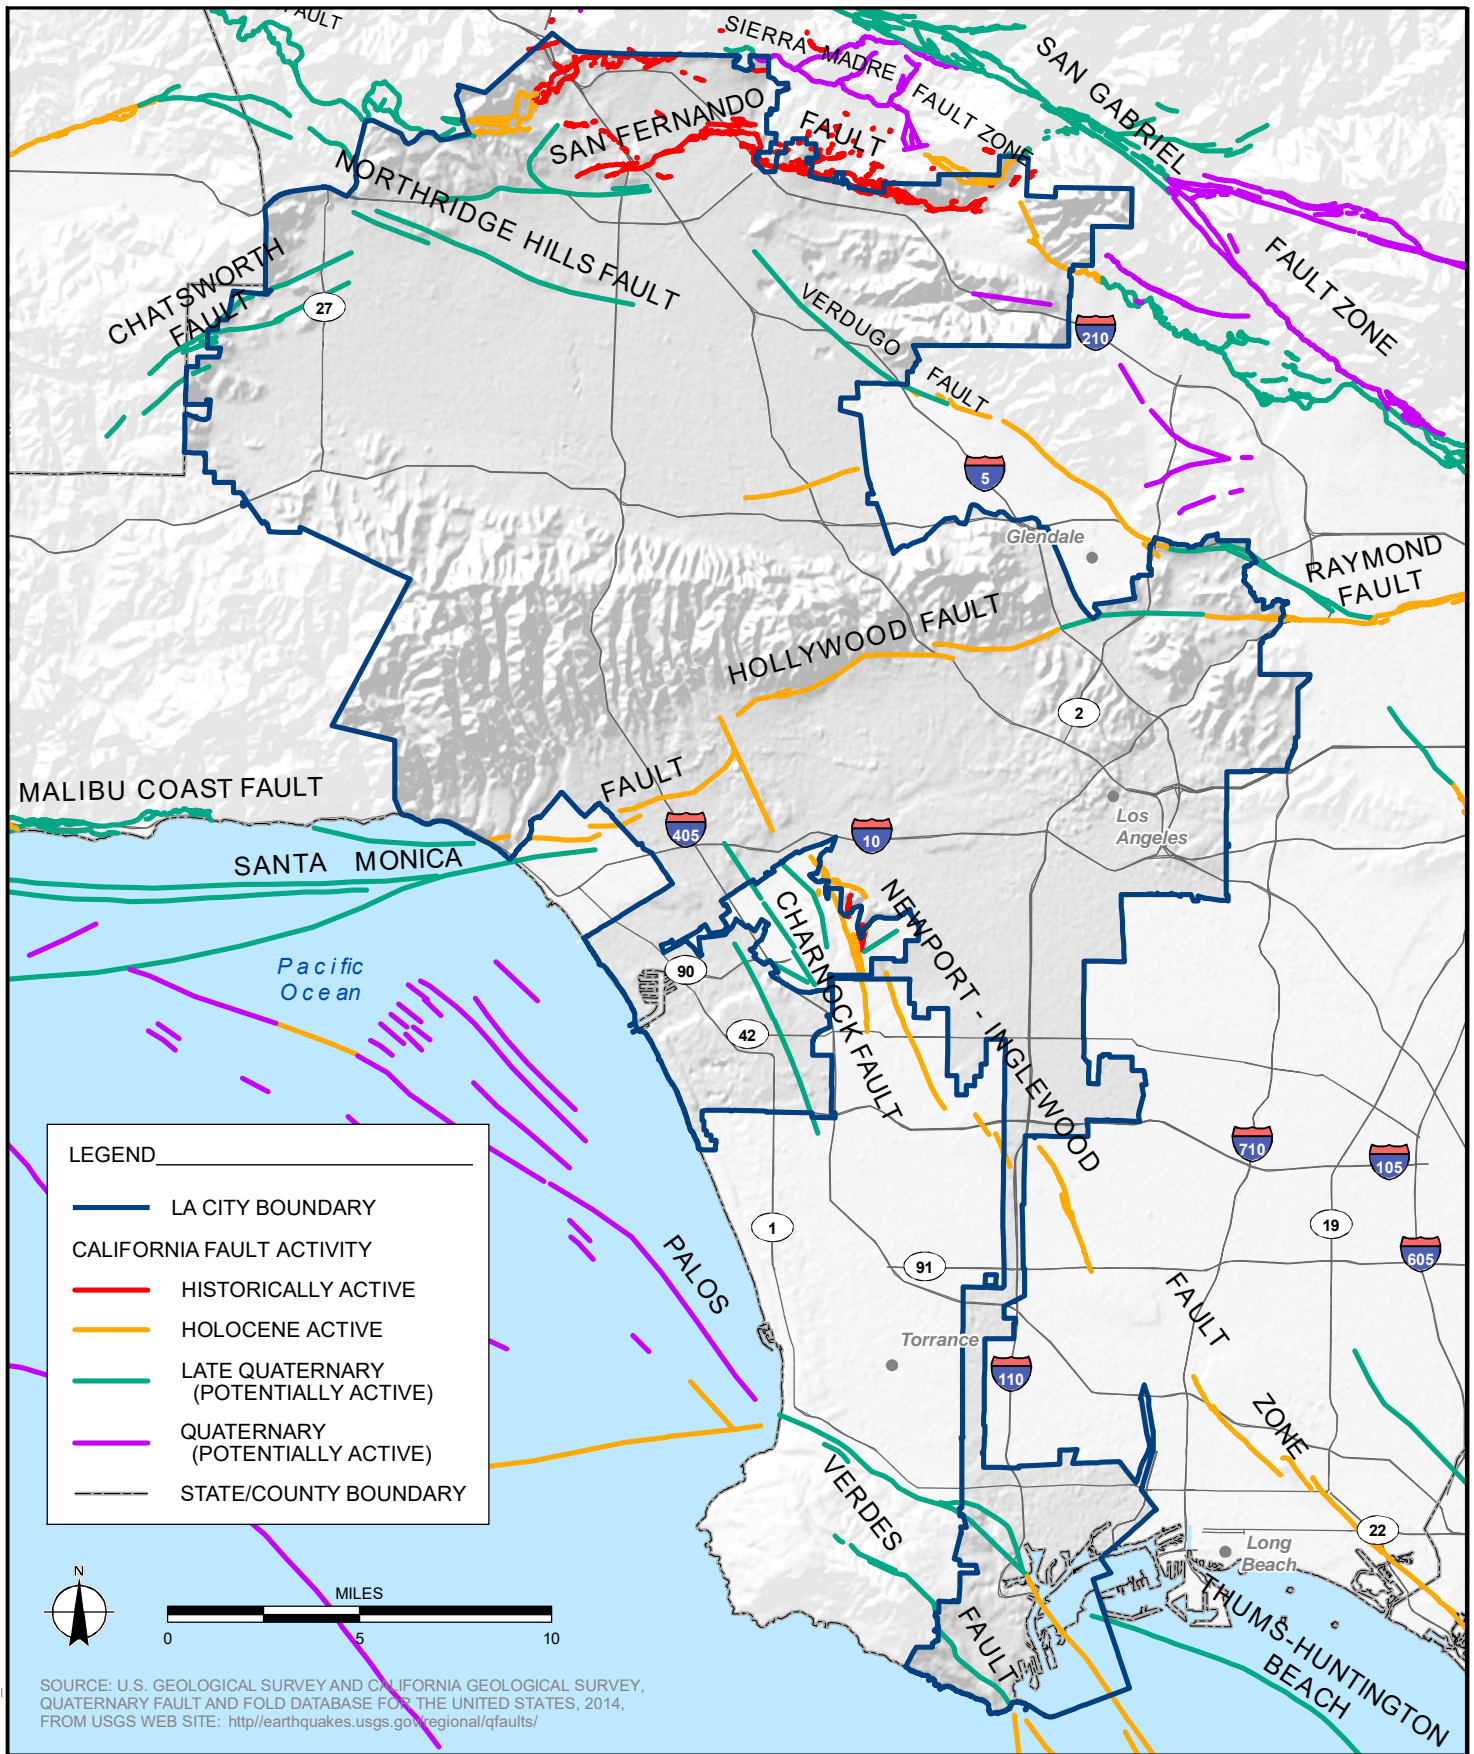 FAULT
SIERRA MADRE
FAULT ZONE
SAN GABRIEL
FAULT ZONE
SAN FERNANDO
FAULT
NORTHRIDGE HILLS FAULT
CHATSWORTH
FAULT
27
VERDUGO
FAULT
210
5
Glendale
RAYMOND
FAULT
HOLLYWOOD FAULT
2
MALIBU COAST FAULT
FAULT
SANTA MONICA
405
10
Los
Angeles
CHARNOCK FAULT
NEWPORT - INGLEWOOD
FAULT
ZONE
Pacific
Ocean
90
42
710
105
19
605
1
91
Torrance
110
PALOS
VERDES
FAULT
22
Long
Beach
THUMS-HUNTINGTON
BEACH
LEGEND
LA CITY BOUNDARY
CALIFORNIA FAULT ACTIVITY
HISTORICALLY ACTIVE
HOLOCENE ACTIVE
LATE QUATERNARY
(POTENTIALLY ACTIVE)
QUATERNARY
(POTENTIALLY ACTIVE)
STATE/COUNTY BOUNDARY
N
MILES
0 5 10
SOURCE: U.S. GEOLOGICAL SURVEY AND CALIFORNIA GEOLOGICAL SURVEY,
QUATERNARY FAULT AND FOLD DATABASE FOR THE UNITED STATES, 2014,
FROM USGS WEB SITE: http//earthquakes.usgs.gov/regional/qfaults/